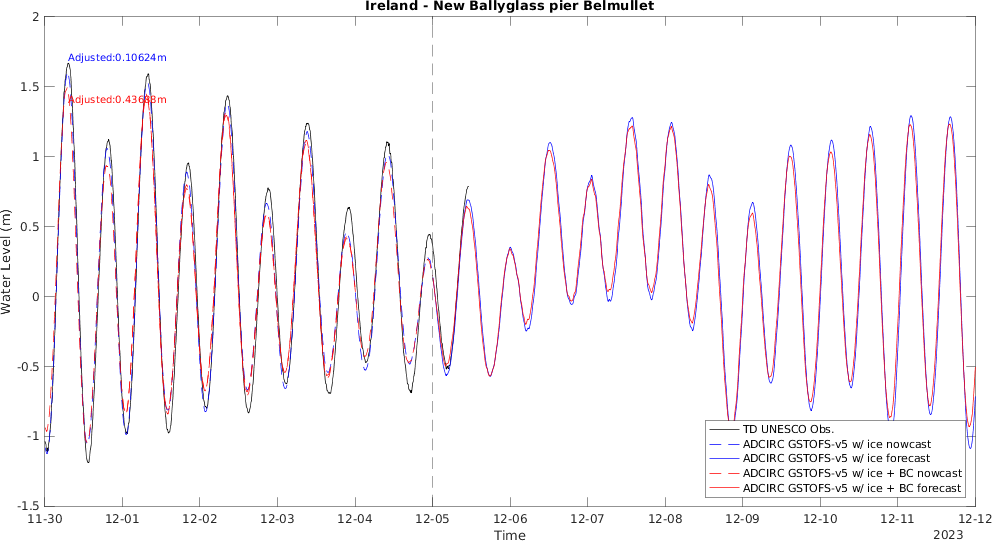 Ireland - New Ballyglass pier Belmullet
Water Level (m)
2
1.5
1
0.5
0
-0.5
-1
-1.5
Adjusted:0.10624m
TD UNESCO Obs.
ADCIRC GSTOFS-v5 w/ ice nowcast
ADCIRC GSTOFS-v5 w/ ice forecast
ADCIRC GSTOFS-v5 w/ ice + BC nowcast
ADCIRC GSTOFS-v5 w/ ice + BC forecast
11-30 12-01 12-02 12-03 12-04 12-05 12-06 12-07 12-08 12-09 12-10 12-11 12-12
Time
2023